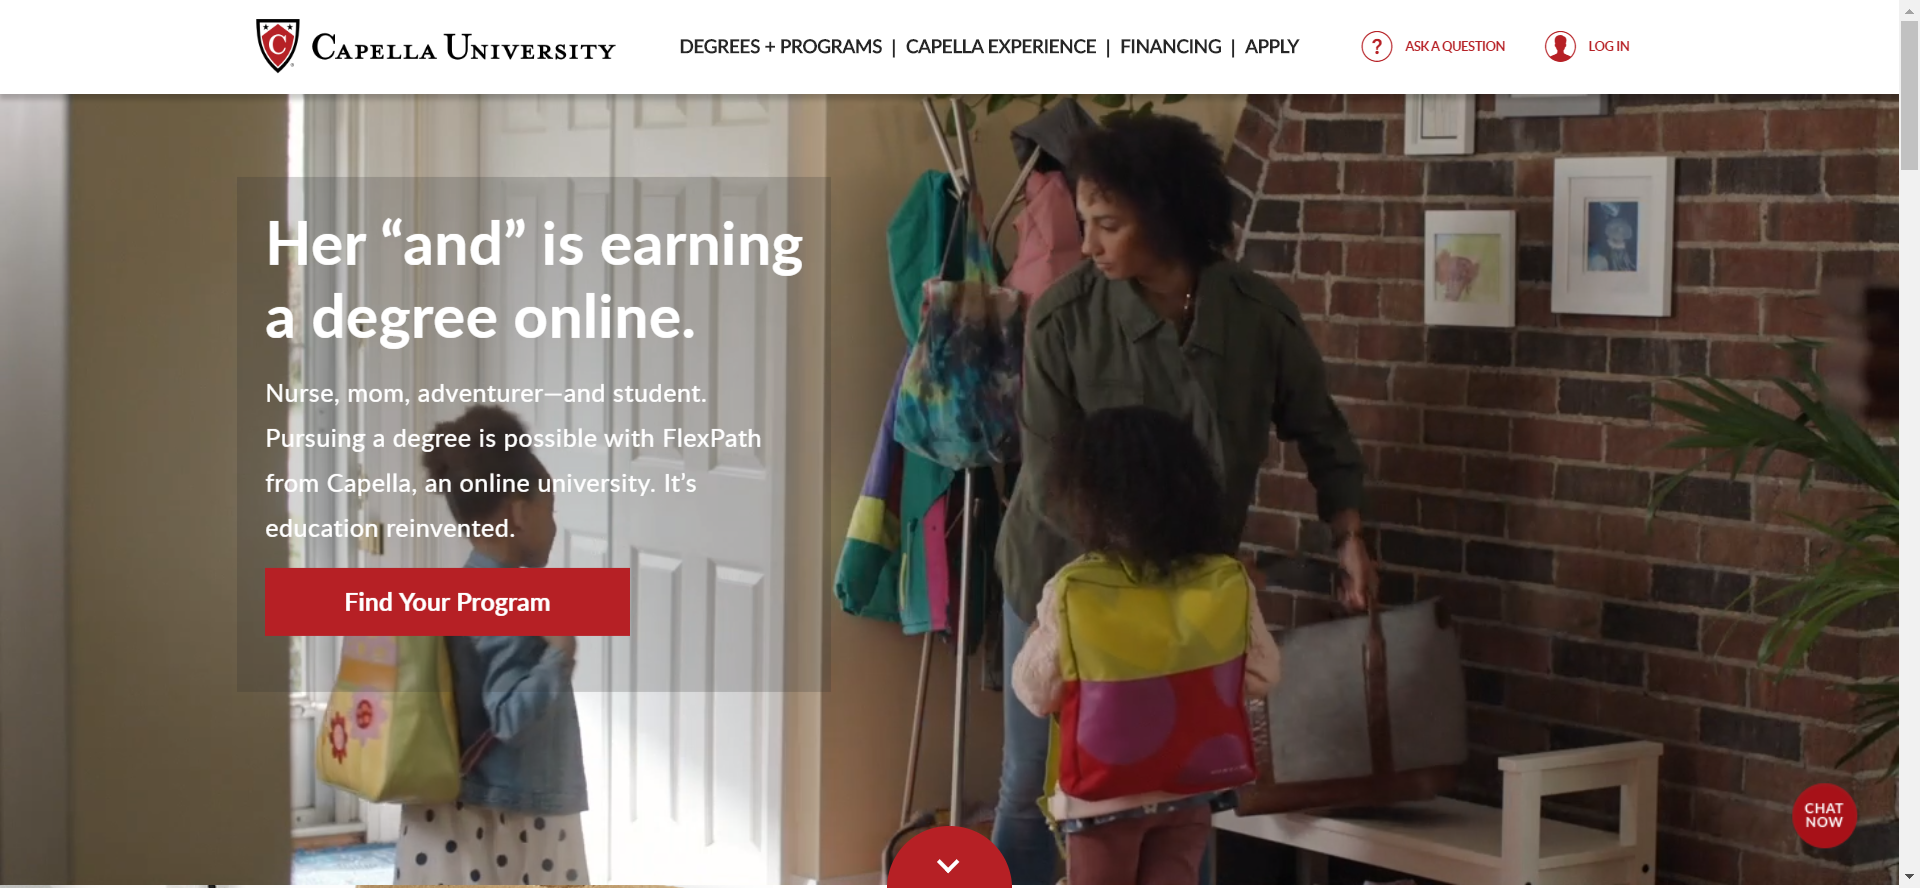 CAPELLA UNIVERSITY
DEGREES + PROGRAMS | CAPELLA EXPERIENCE | FINANCING | APPLY
? ASK A QUESTION
LOG IN
Her “and” is earning
a degree online.
Nurse, mom, adventurer—and student.
Pursuing a degree is possible with FlexPath
from Capella, an online university. It’s
education reinvented.
Find Your Program
CHAT
NOW